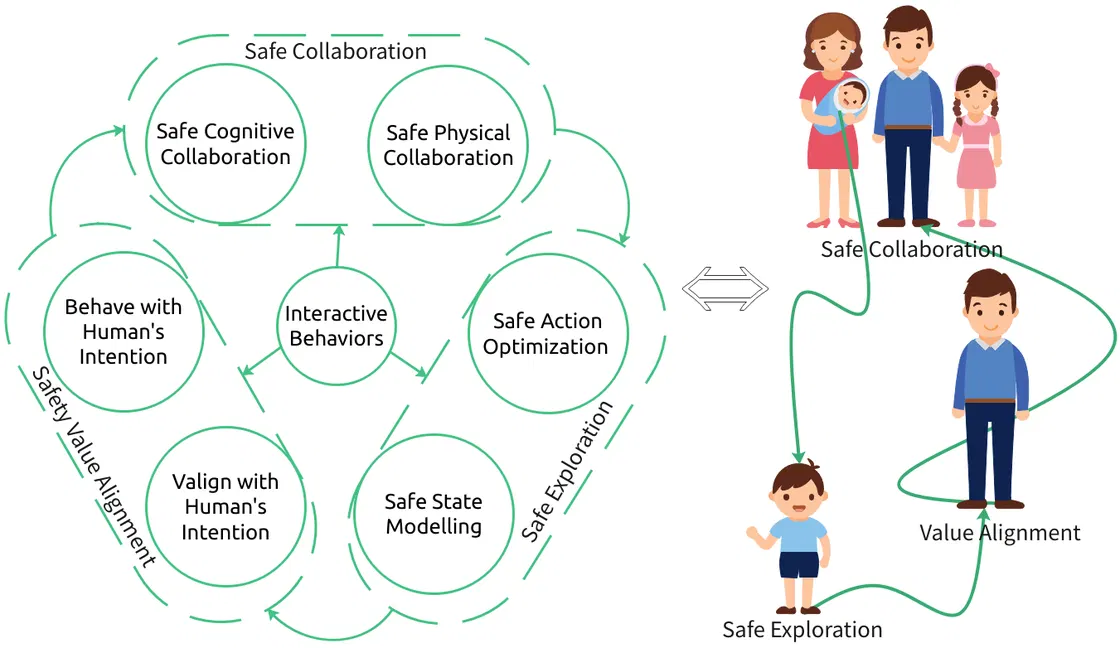 Safe Collaboration
Safe Cognitive
Collaboration
Safe Physical
Collaboration
Behave with
Human's
Intention
Interactive
Behaviors
Safe Action
Optimization
Safety Value Alignment
Valign with
Human's
Intention
Safe State
Modelling
Safe Exploration
Safe Collaboration
Value Alignment
Safe Exploration